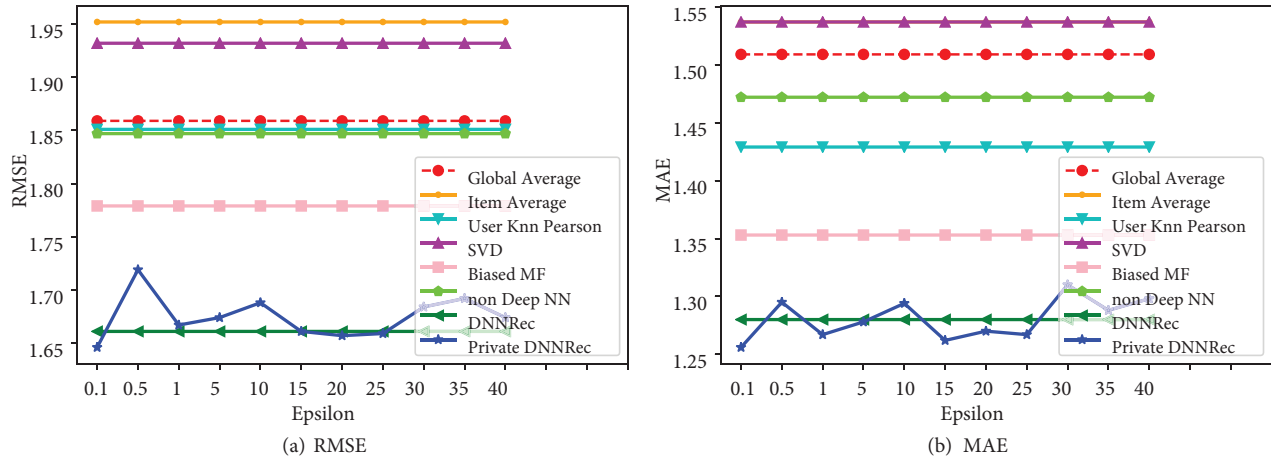 1.95
1.90
1.85
1.80
1.75
1.70
1.65
RMSE
Global Average
Item Average
User Knn Pearson
SVD
Biased MF
non Deep NN
DNNRec
Private DNNRec
0.1 0.5 1 5 10 15 20 25 30 35 40
Epsilon
(a) RMSE
1.55
1.50
1.45
1.40
1.35
1.30
1.25
MAE
Global Average
Item Average
User Knn Pearson
SVD
Biased MF
non Deep NN
DNNRec
Private DNNRec
0.1 0.5 1 5 10 15 20 25 30 35 40
Epsilon
(b) MAE